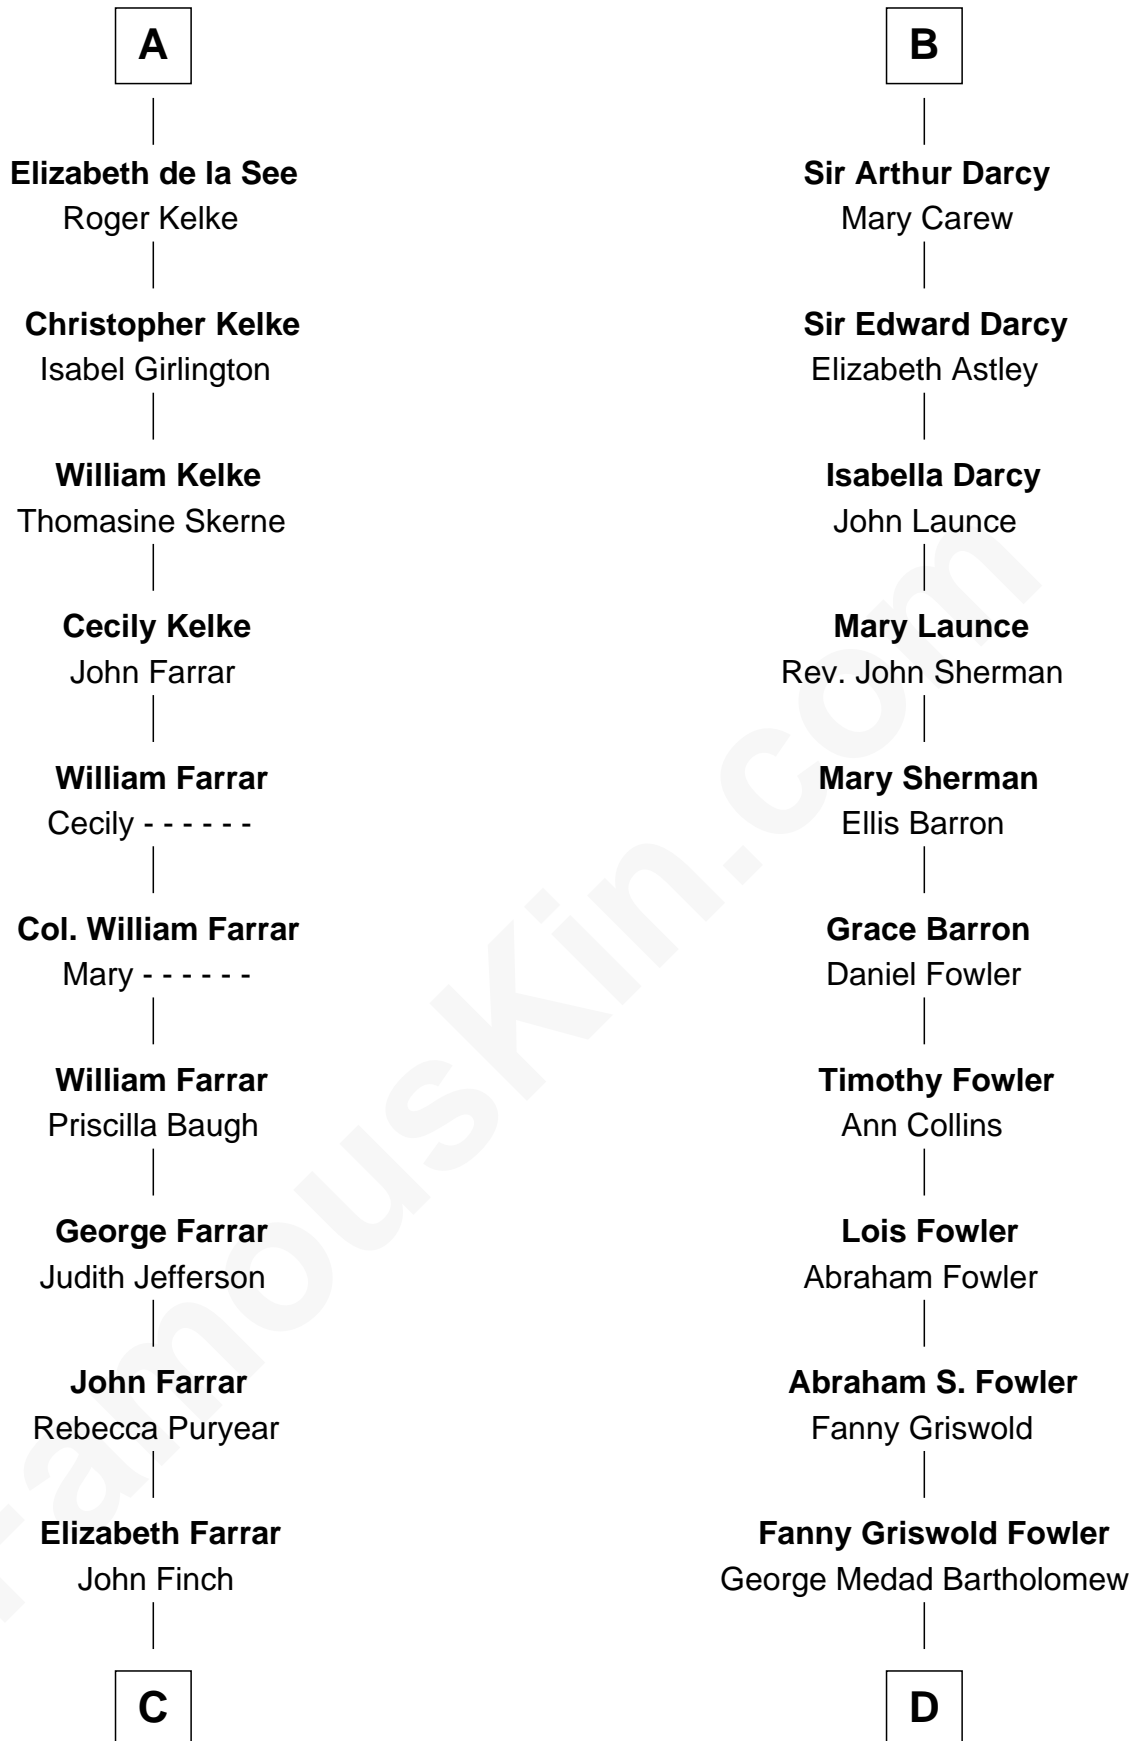 A
Elizabeth de la See
Roger Kelke
Christopher Kelke
Isabel Girlington
William Kelke
Thomasine Skerne
Cecily Kelke
John Farrar
William Farrar
Cecily - - - - - -
Col. William Farrar
Mary - - - - - -
William Farrar
Priscilla Baugh
George Farrar
Judith Jefferson
John Farrar
Rebecca Puryear
Elizabeth Farrar
John Finch
C
B
Sir Arthur Darcy
Mary Carew
Sir Edward Darcy
Elizabeth Astley
Isabella Darcy
John Launce
Mary Launce
Rev. John Sherman
Mary Sherman
Ellis Barron
Grace Barron
Daniel Fowler
Timothy Fowler
Ann Collins
Lois Fowler
Abraham Fowler
Abraham S. Fowler
Fanny Griswold
Fanny Griswold Fowler
George Medad Bartholomew
D
FamousKin.com